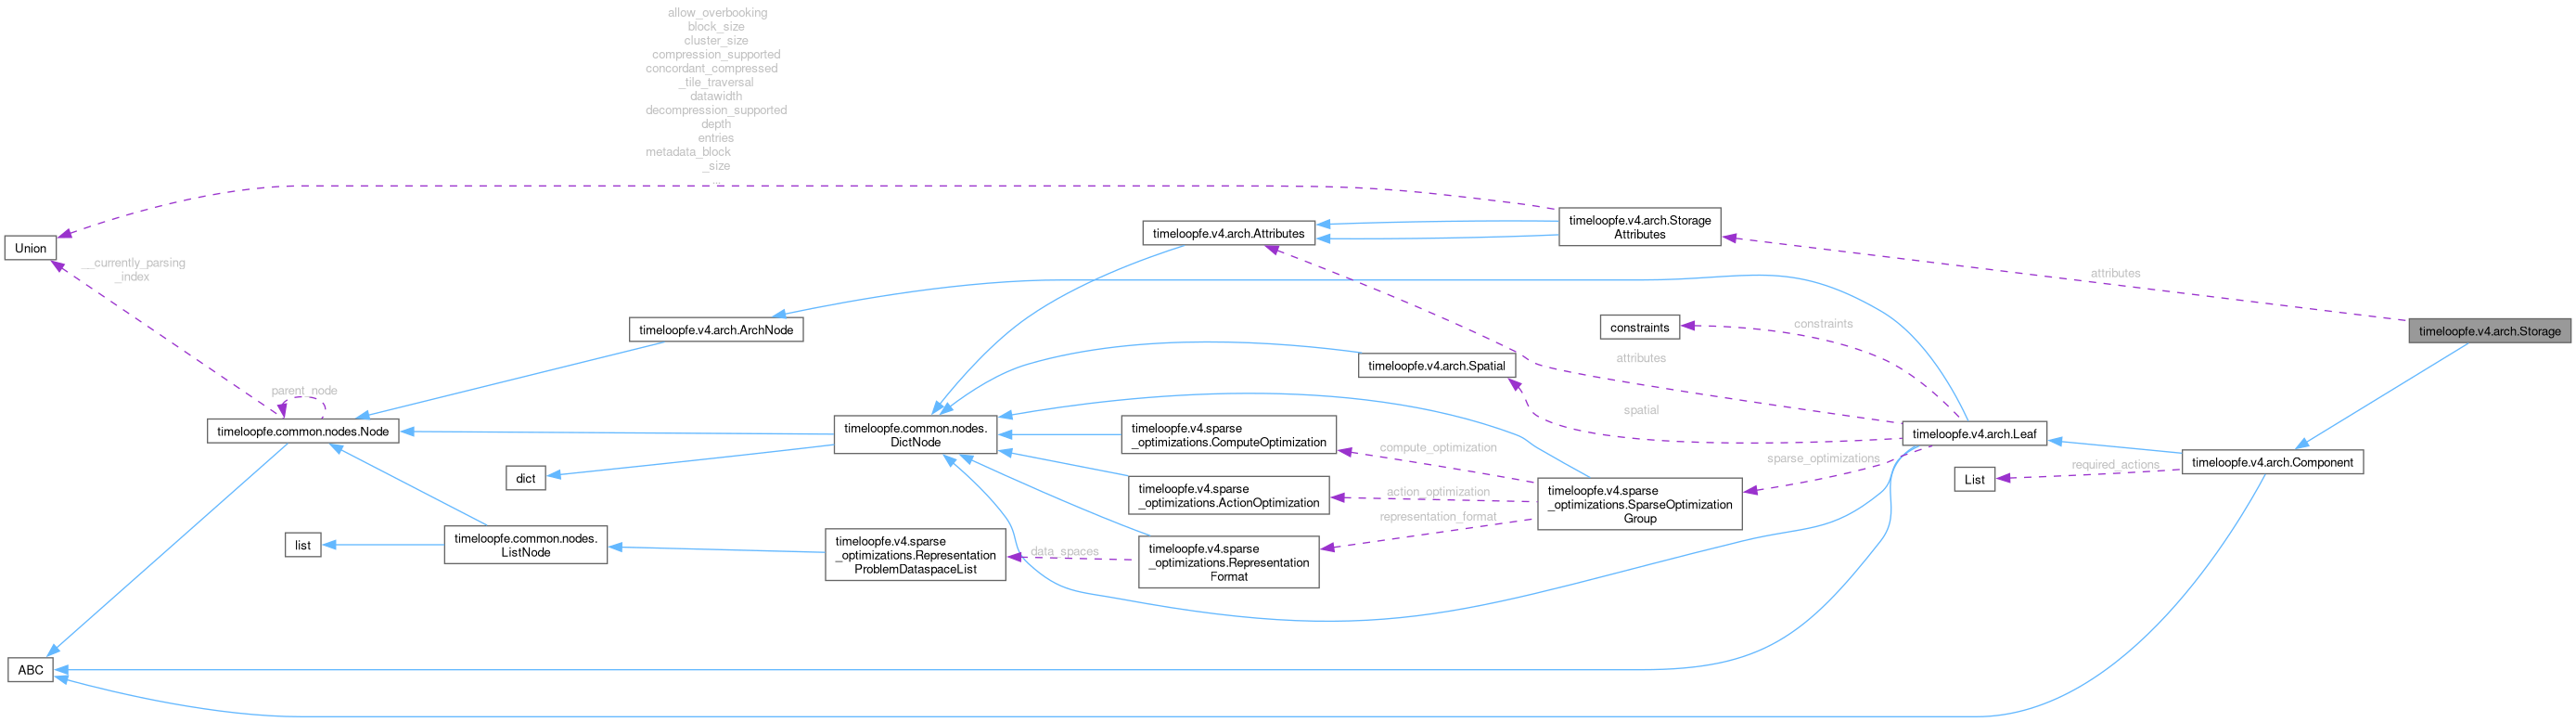 allow_overbooking
block_size
cluster_size
compression_supported
concordant_compressed
_tile_traversal
datawidth
decompression_supported
depth
entries
metadata_block
_size
...
Union
__currently_parsing
_index
timeloopfe.v4.arch.Attributes
timeloopfe.v4.arch.Storage
Attributes
attributes
timeloopfe.v4.arch.ArchNode
constraints
constraints
timeloopfe.v4.arch.Storage
attributes
timeloopfe.v4.arch.Spatial
spatial
parent_node
timeloopfe.common.nodes.Node
timeloopfe.common.nodes.
DictNode
timeloopfe.v4.sparse
_optimizations.ComputeOptimization
compute_optimization
timeloopfe.v4.arch.Leaf
sparse_optimizations
timeloopfe.v4.arch.Component
required_actions
List
dict
timeloopfe.v4.sparse
_optimizations.ActionOptimization
action_optimization
timeloopfe.v4.sparse
_optimizations.SparseOptimization
Group
representation_format
list
timeloopfe.common.nodes.
ListNode
timeloopfe.v4.sparse
_optimizations.Representation
ProblemDataspaceList
data_spaces
timeloopfe.v4.sparse
_optimizations.Representation
Format
ABC